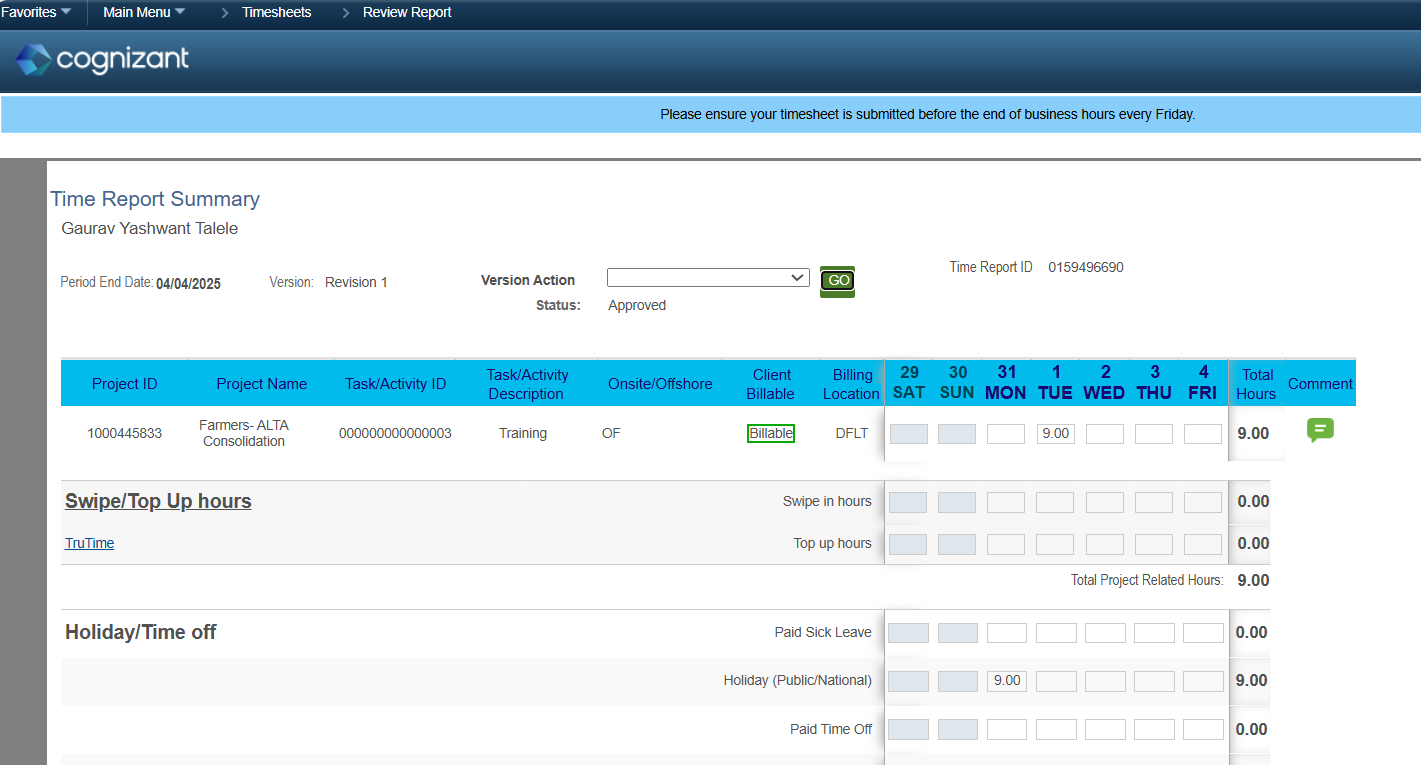 Favorites Main Menu Timesheets Review Report
cognizant
Please ensure your timesheet is submitted before the end of business hours every Friday.
Time Report Summary
Gaurav Yashwant Talele
Period End Date: 04/04/2025 Version: Revision 1 Version Action GO Time Report ID 0159496690
Status: Approved
Project ID Project Name Task/Activity ID Task/Activity Description Onsite/Offshore Client Billable Billing Location 29 SAT 30 SUN 31 MON 1 TUE 2 WED 3 THU 4 FRI Total Hours Comment
1000445833 Farmers- ALTA Consolidation 000000000000003 Training OF Billable DFLT 9.00 9.00
Swipe/Top Up hours Swipe in hours 0.00
TruTime Top up hours 0.00
Total Project Related Hours: 9.00
Holiday/Time off Paid Sick Leave 0.00
Holiday (Public/National) 9.00 9.00
Paid Time Off 0.00